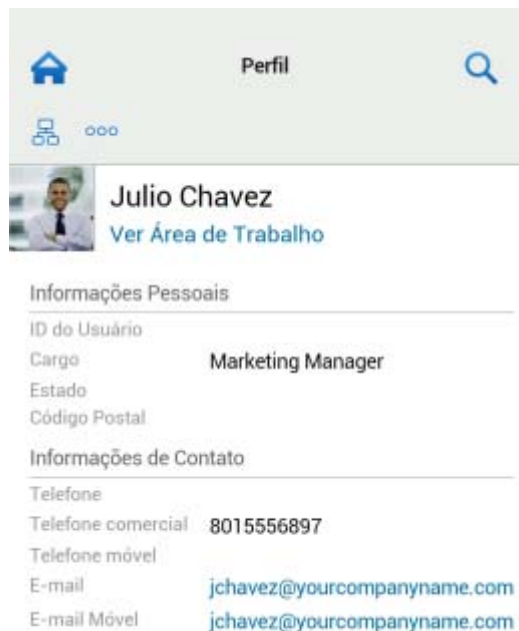 Perfil
Julio Chavez
Ver Área de Trabalho
Informações Pessoais
ID do Usuário
Cargo Marketing Manager
Estado
Código Postal
Informações de Contato
Telefone
Telefone comercial 8015556897
Telefone móvel
E-mail jchavez@yourcompanyname.com
E-mail Móvel jchavez@yourcompanyname.com